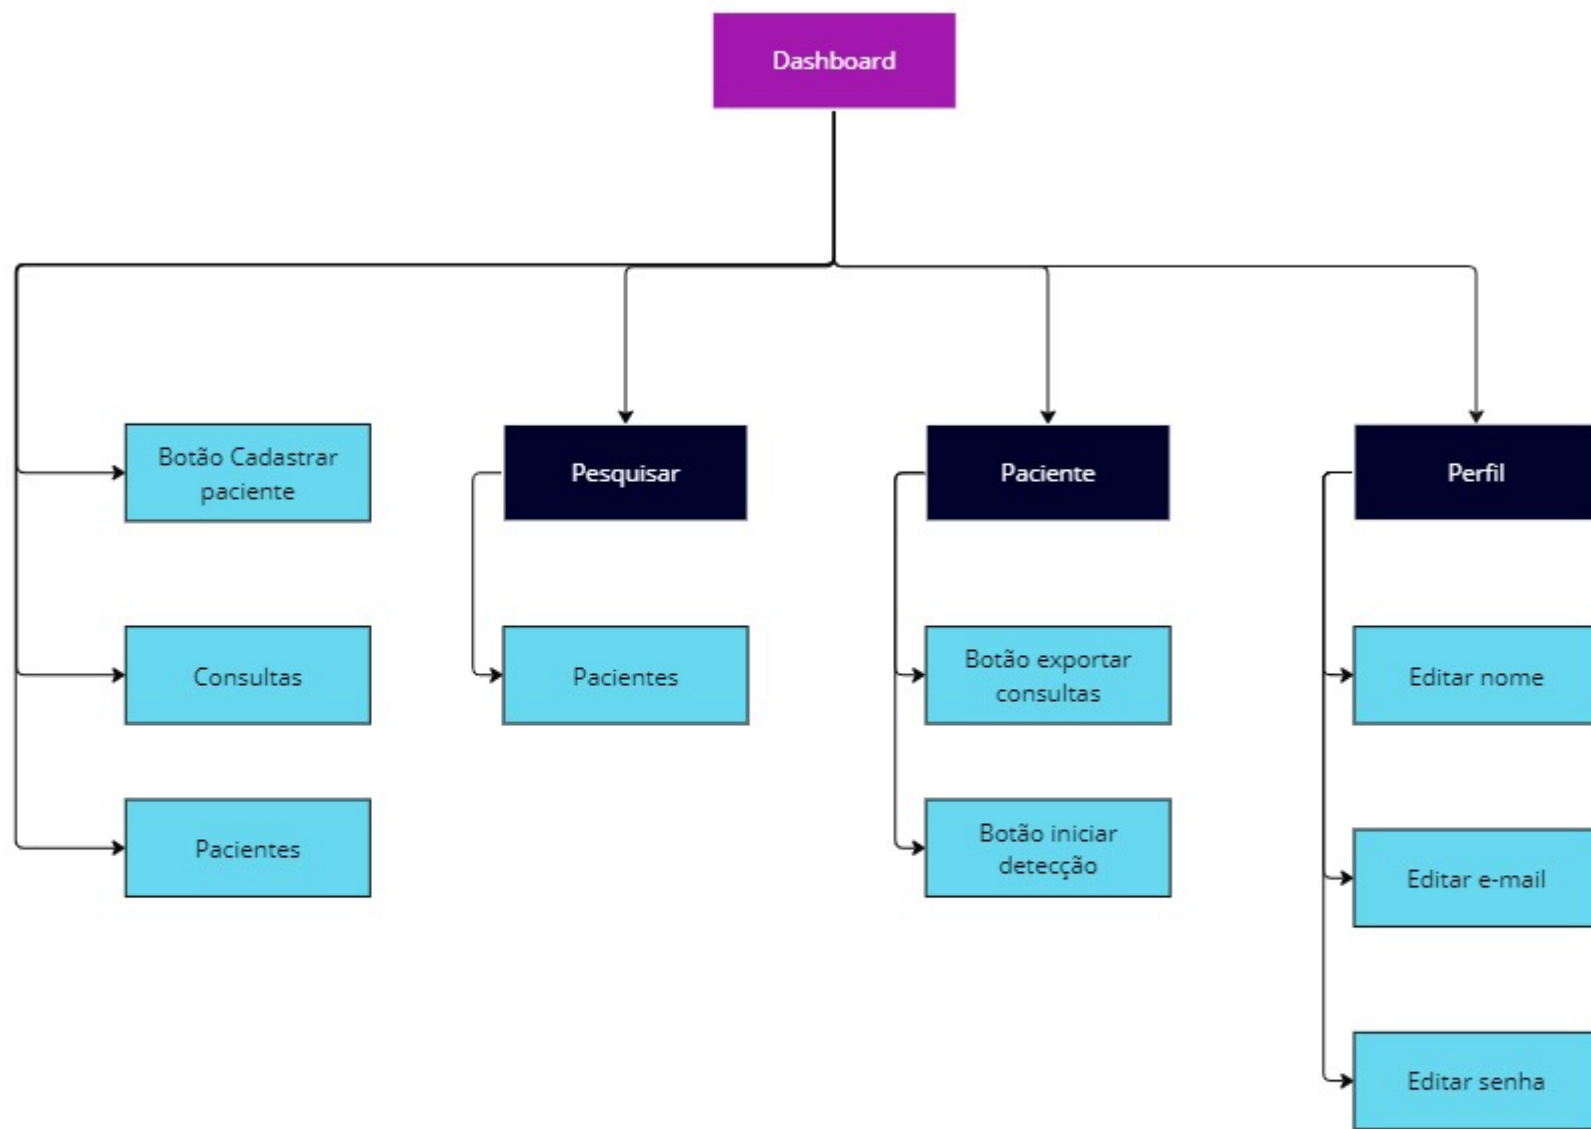 Dashboard
Botão Cadastrar
paciente
Pesquisar
Paciente
Perfil
Consultas
Pacientes
Botão exportar
consultas
Editar nome
Pacientes
Botão iniciar
detecção
Editar e-mail
Editar senha